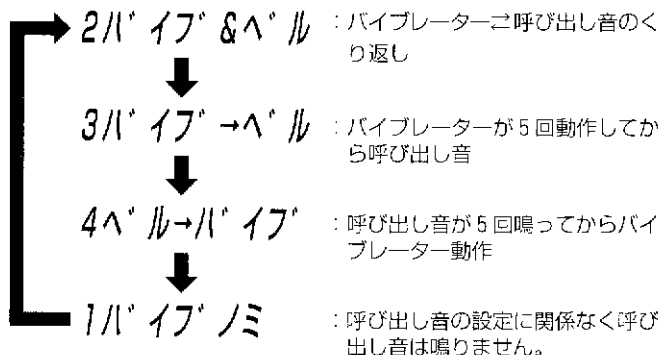 2バイブ&ベル :バイブレーター⇄呼び出し音のく
り返し
3バイブ→ベル :バイブレーターが5回動作してか
ら呼び出し音
4ベル→バイブ :呼び出し音が5回鳴ってからバイ
ブレーター動作
1バイブノミ :呼び出し音の設定に関係なく呼び
出し音は鳴りません。